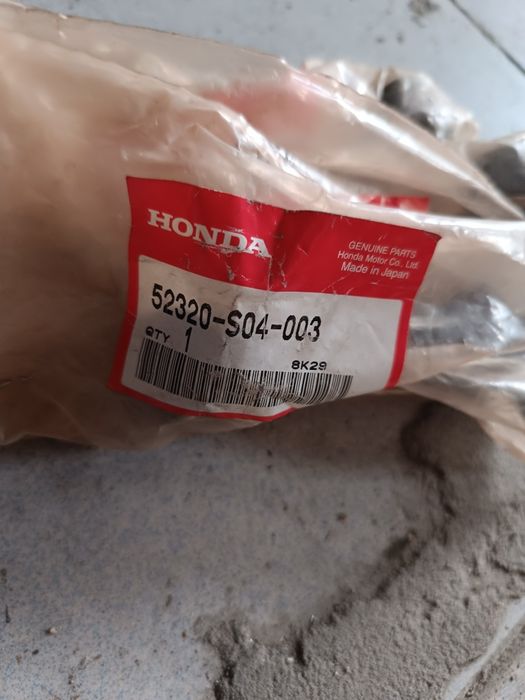 HONDA
GENUINE PARTS
Honda Motor Co., Ltd.
Made in Japan
52320-S04-003
QTY 1
8K29